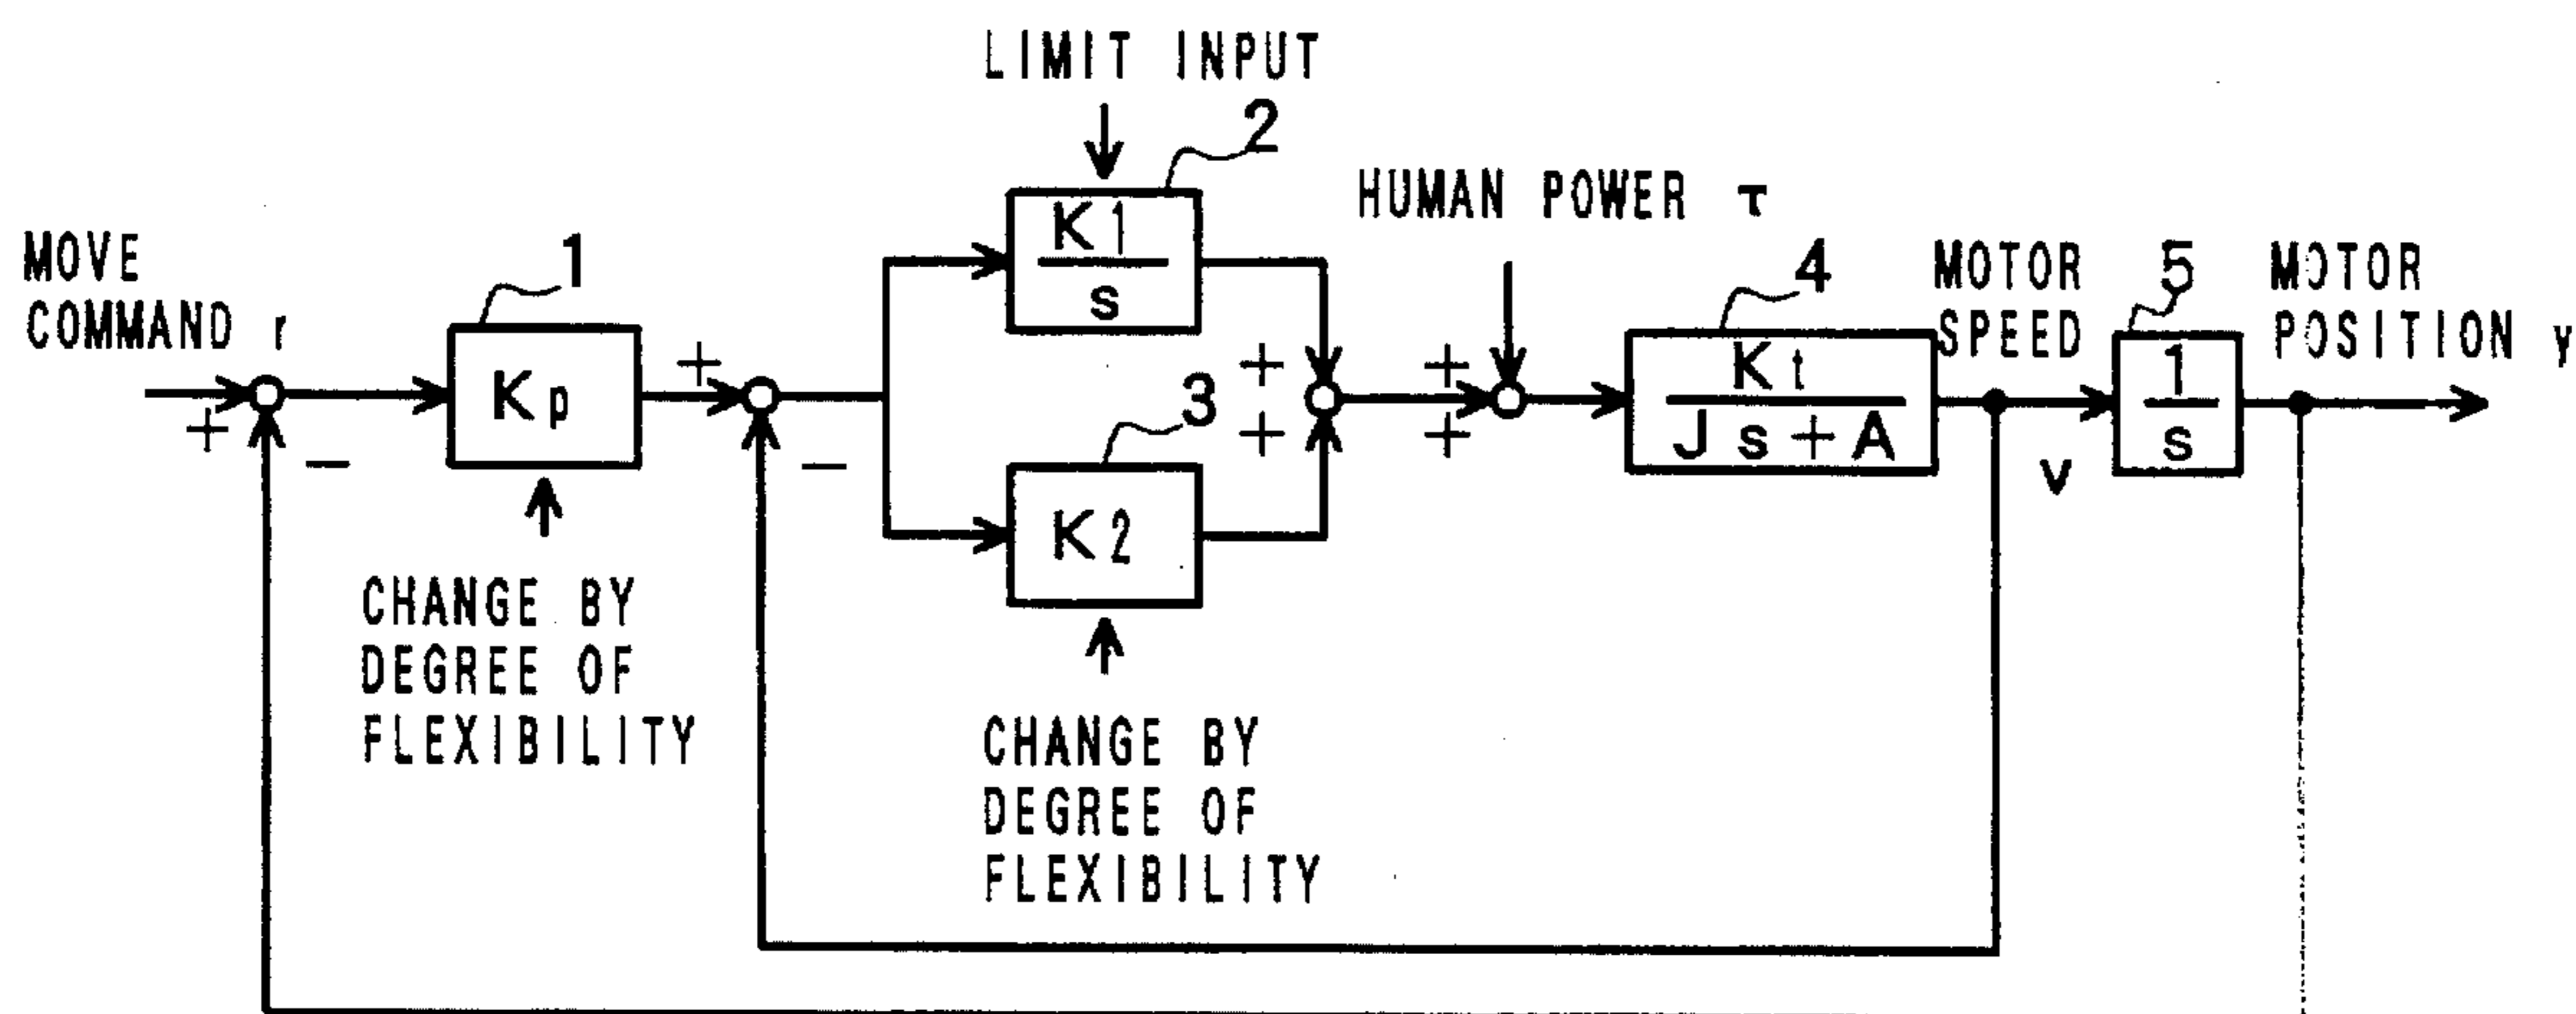 LIMIT INPUT
2
K1
s
HUMAN POWER τ
MOVE
COMMAND r
1
4
MOTOR
SPEED
5
MOTOR
POSITION y
Kp
+
+
-
-
+
+
+
+
Kt
Js+A
v
1
s
3
K2
CHANGE BY
DEGREE OF
FLEXIBILITY
CHANGE BY
DEGREE OF
FLEXIBILITY